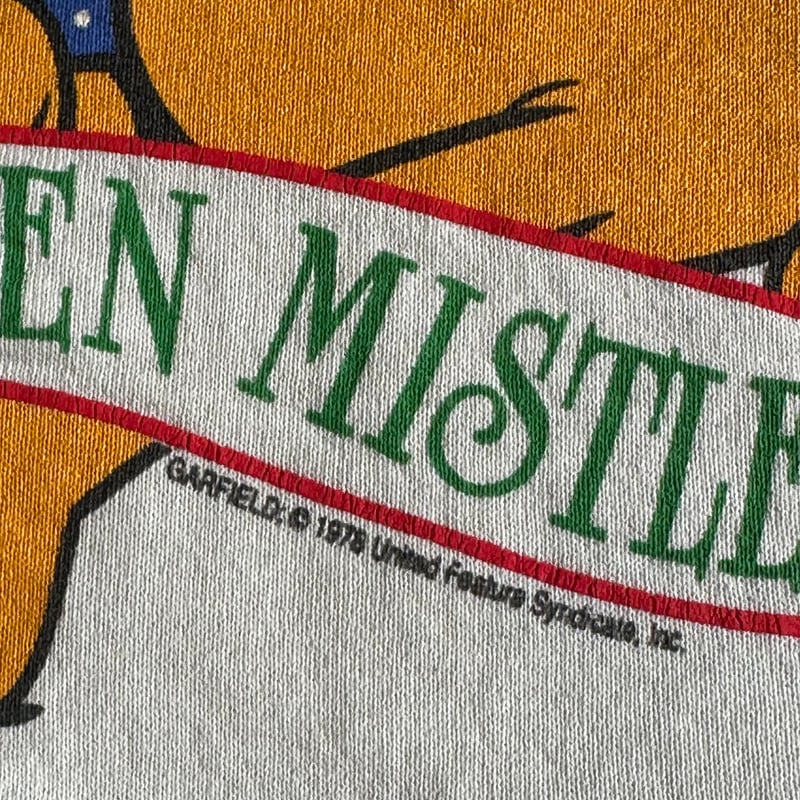 EN MISTLE
GARFIELD: © 1978 United Feature Syndicate, Inc.